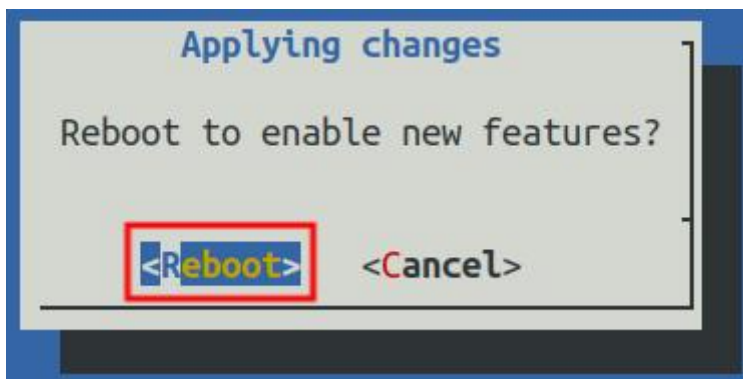 Applying changes
Reboot to enable new features?
<Reboot> <Cancel>